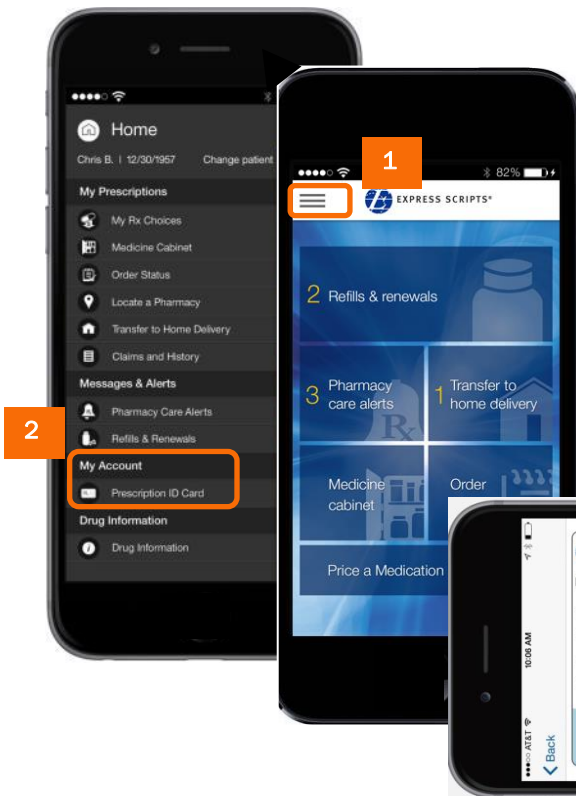 Home
Chris B. | 12/30/1957 Change patient
My Prescriptions
My Rx Choices
Medicine Cabinet
Order Status
Locate a Pharmacy
Transfer to Home Delivery
Claims and History
Messages & Alerts
Pharmacy Care Alerts
Refills & Renewals
2
My Account
Prescription ID Card
Drug Information
Drug Information
1
82%
EXPRESS SCRIPTS®
2 Refills & renewals
3 Pharmacy
care alerts
Rx
1 Transfer to
home delivery
Medicine
cabinet
Order
Price a Medication
AT&T 10:06 AM
Back